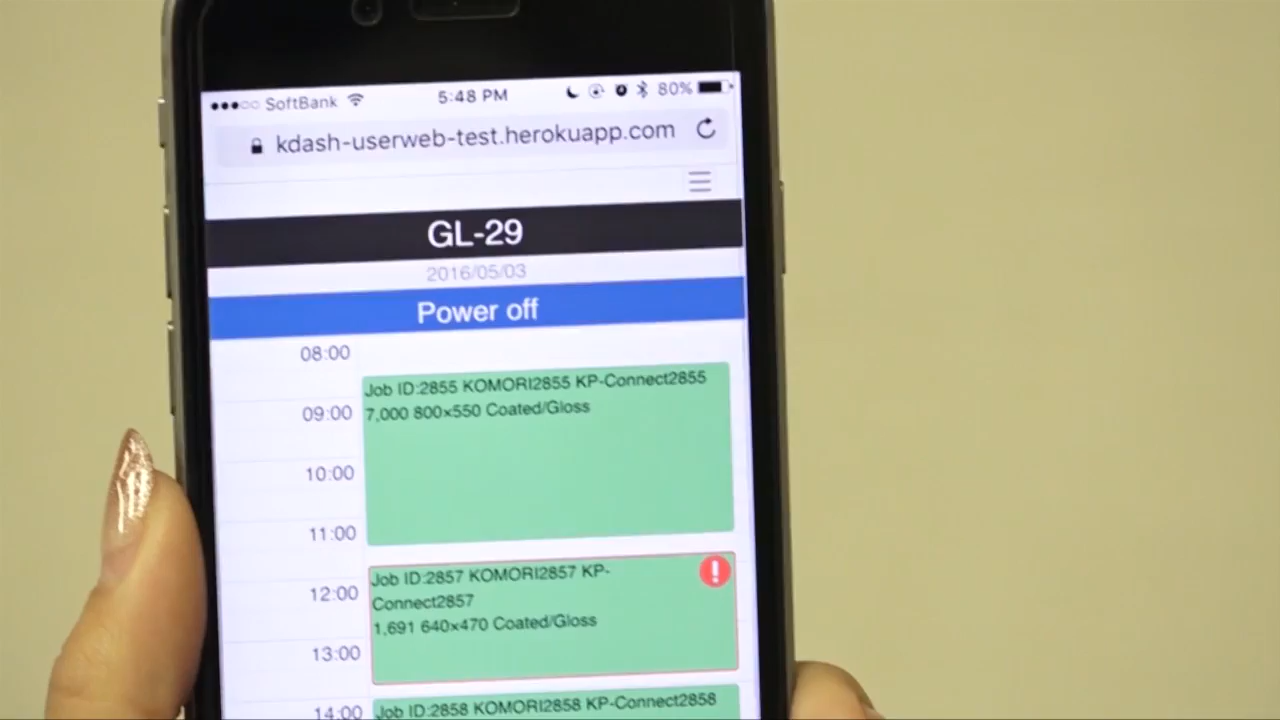 SoftBank 5:48 PM 80%
kdash-userweb-test.herokuapp.com
GL-29
2016/05/03
Power off
08:00
Job ID:2855 KOMORI2855 KP-Connect2855
09:00 7,000 800×550 Coated/Gloss
10:00
11:00
Job ID:2857 KOMORI2857 KP-
12:00 Connect2857
1,691 640×470 Coated/Gloss
13:00
14:00 Job ID:2858 KOMORI2858 KP-Connect2858